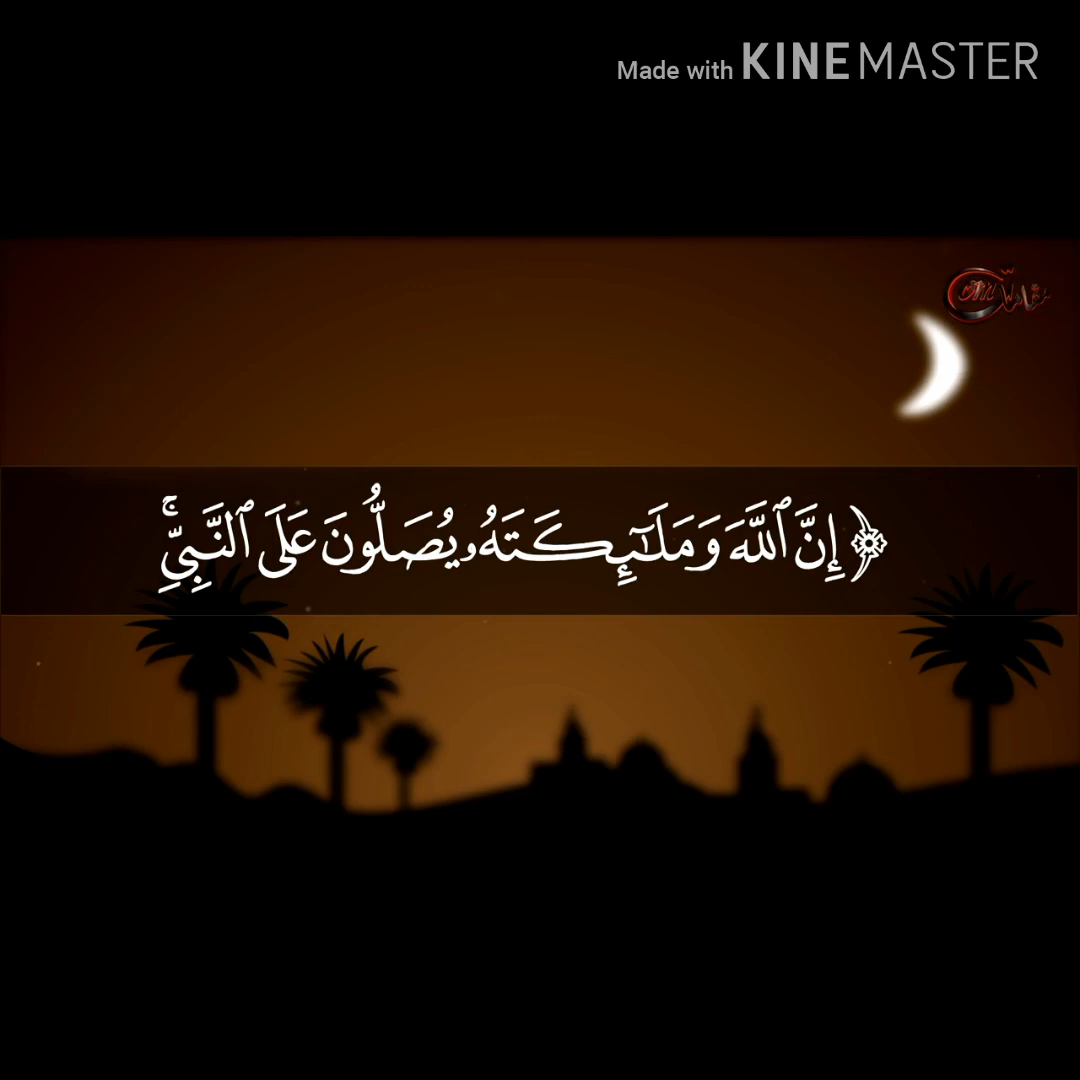 Made with KINEMASTER
﴿إِنَّ ٱللَّهَ وَمَلَـٰٓئِكَتَهُۥ يُصَلُّونَ عَلَى ٱلنَّبِيِّۚ